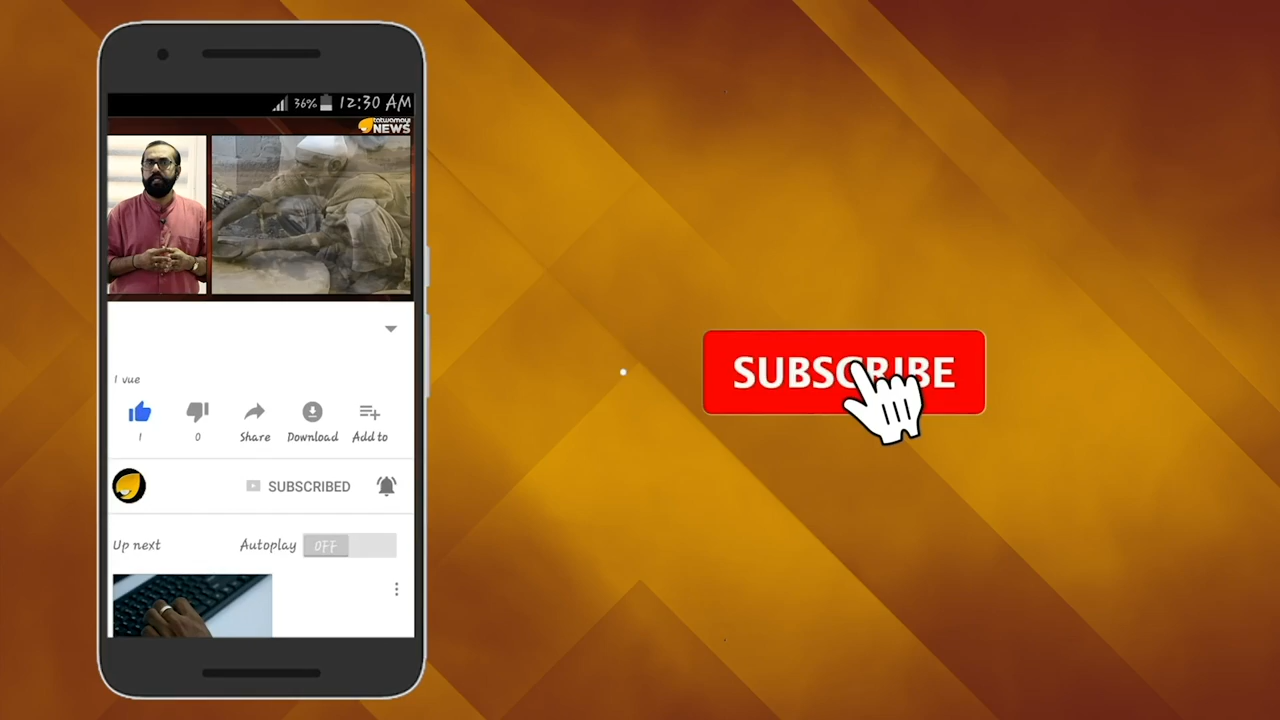 36% 12:30 AM
tatwamayi
NEWS
1 vue
1
0
Share
Download
Add to
SUBSCRIBED
Up next
Autoplay
OFF
SUBSCRIBE